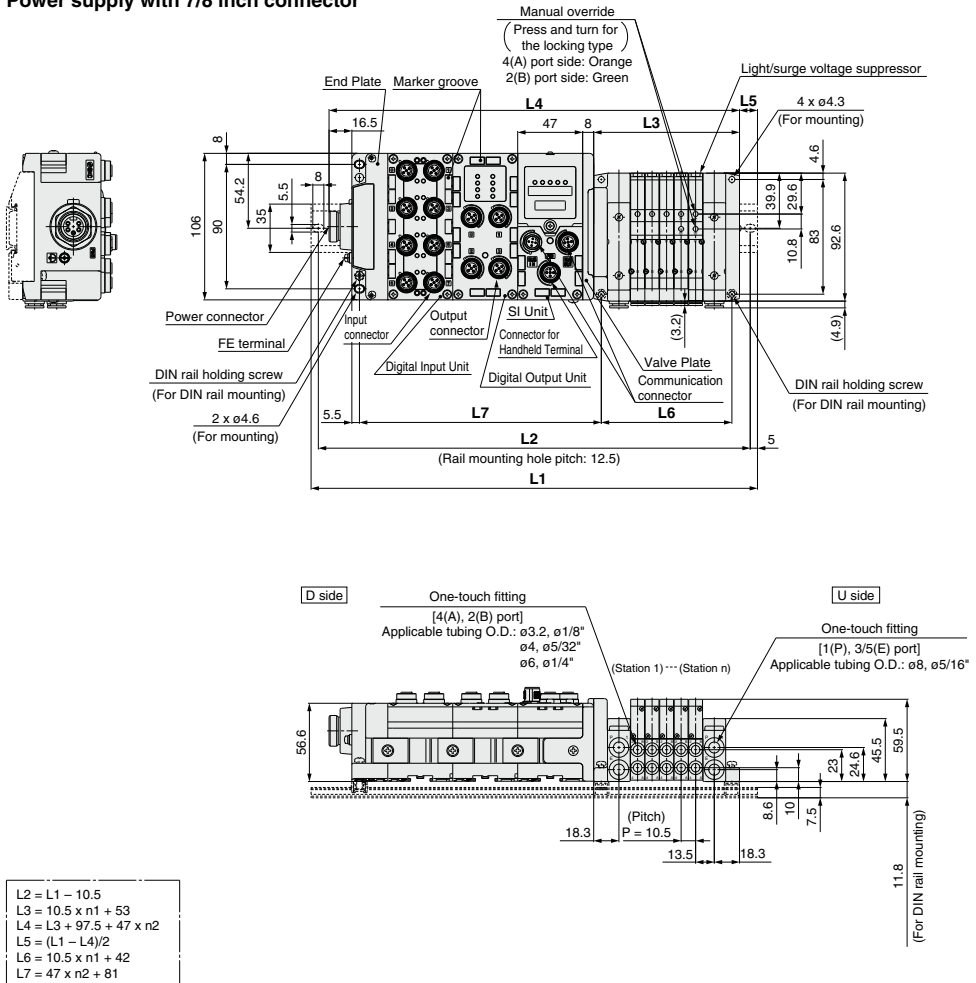 Power supply with 7/8 inch connector
Manual override
(Press and turn for
the locking type)
4(A) port side: Orange
2(B) port side: Green
Light/surge voltage suppressor
End Plate
Marker groove
L4
L5
4 x ø4.3
(For mounting)
16.5
47
8
L3
8
4.6
54.2
8
5.5
35
106
90
39.9
29.6
10.8
83
92.6
(3.2)
(4.9)
Power connector
FE terminal
Input
connector
Output
connector
SI Unit
Connector for
Handheld Terminal
Digital Input Unit
Digital Output Unit
Valve Plate
Communication
connector
DIN rail holding screw
(For DIN rail mounting)
DIN rail holding screw
(For DIN rail mounting)
2 x ø4.6
(For mounting)
5.5
L7
L6
L2
5
(Rail mounting hole pitch: 12.5)
L1
D side
One-touch fitting
[4(A), 2(B) port]
Applicable tubing O.D.: ø3.2, ø1/8"
ø4, ø5/32"
ø6, ø1/4"
U side
One-touch fitting
[1(P), 3/5(E) port]
Applicable tubing O.D.: ø8, ø5/16"
(Station 1) --- (Station n)
56.6
23
24.6
45.5
59.5
8.6
10
7.5
11.8
(For DIN rail mounting)
18.3
(Pitch)
P = 10.5
13.5
18.3
L2 = L1 – 10.5
L3 = 10.5 x n1 + 53
L4 = L3 + 97.5 + 47 x n2
L5 = (L1 – L4)/2
L6 = 10.5 x n1 + 42
L7 = 47 x n2 + 81